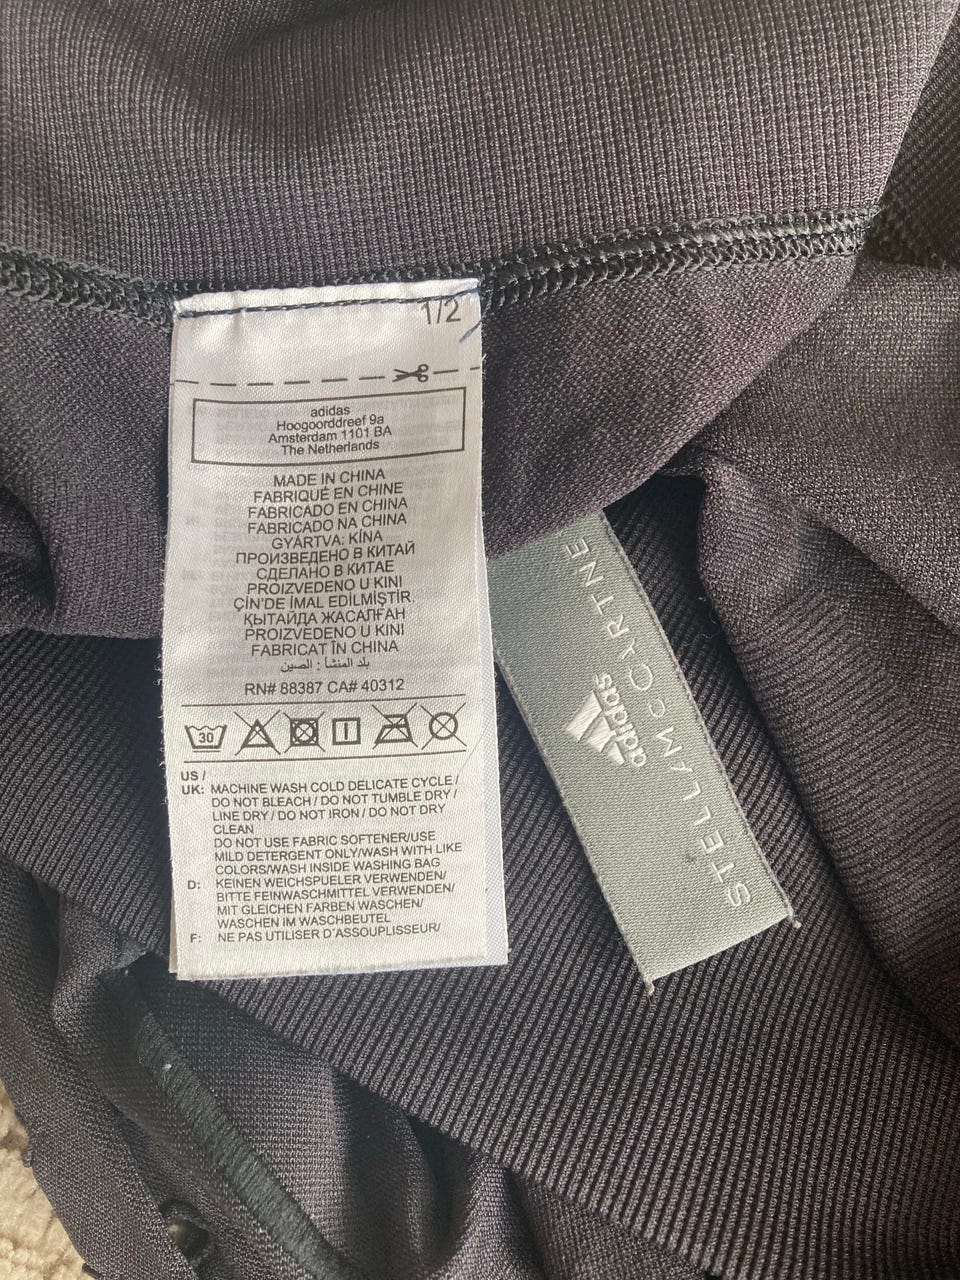 1/2
adidas
Hoogoorddreef 9a
Amsterdam 1101 BA
The Netherlands
MADE IN CHINA
FABRIQUÉ EN CHINE
FABRICADO EN CHINA
FABRICADO NA CHINA
GYÁRTVA: KÍNA
ПРОИЗВЕДЕНО В КИТАЙ
СДЕЛАНО В КИТАЕ
PROIZVEDENO U KINI
ÇİN'DE İMAL EDİLMİŞTİR.
ҚЫТАЙДА ЖАСАЛҒАН
PROIZVEDENO U KINI
FABRICAT ÎN CHINA
بلد المنشأ : الصين
RN# 88387 CA# 40312
30
US /
UK: MACHINE WASH COLD DELICATE CYCLE /
DO NOT BLEACH / DO NOT TUMBLE DRY /
LINE DRY / DO NOT IRON / DO NOT DRY
CLEAN
DO NOT USE FABRIC SOFTENER/USE
MILD DETERGENT ONLY/WASH WITH LIKE
COLORS/WASH INSIDE WASHING BAG
D: KEINEN WEICHSPUELER VERWENDEN/
BITTE FEINWASCHMITTEL VERWENDEN/
MIT GLEICHEN FARBEN WASCHEN/
WASCHEN IM WASCHBEUTEL
F: NE PAS UTILISER D'ASSOUPLISSEUR/
adidas
STELLA McCARTNE